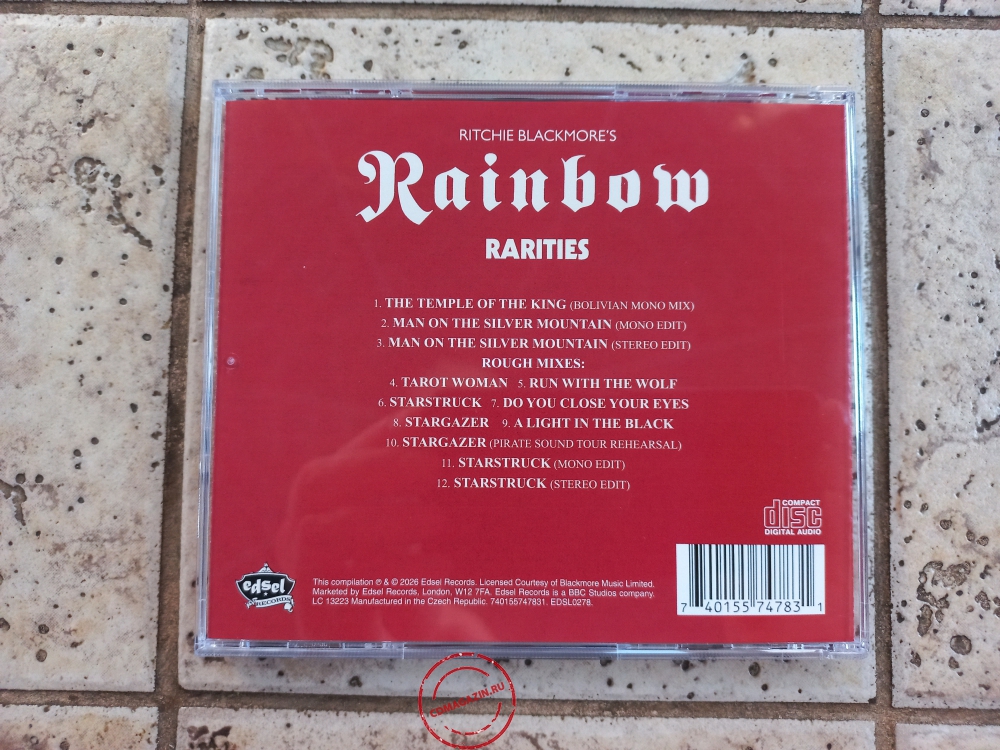 RITCHIE BLACKMORE'S
Rainbow
RARITIES
1. THE TEMPLE OF THE KING (BOLIVIAN MONO MIX)
2. MAN ON THE SILVER MOUNTAIN (MONO EDIT)
3. MAN ON THE SILVER MOUNTAIN (STEREO EDIT)
ROUGH MIXES:
4. TAROT WOMAN 5. RUN WITH THE WOLF
6. STARSTRUCK 7. DO YOU CLOSE YOUR EYES
8. STARGAZER 9. A LIGHT IN THE BLACK
10. STARGAZER (PIRATE SOUND TOUR REHEARSAL)
11. STARSTRUCK (MONO EDIT)
12. STARSTRUCK (STEREO EDIT)
COMPACT
disc
DIGITAL AUDIO
edsel
RECORDS
This compilation ℗ & © 2026 Edsel Records. Licensed Courtesy of Blackmore Music Limited.
Marketed by Edsel Records, London, W12 7FA. Edsel Records is a BBC Studios company.
LC 13223 Manufactured in the Czech Republic. 740155747831. EDSL0278.
7 40155 74783 1
CDMAGAZIN.RU